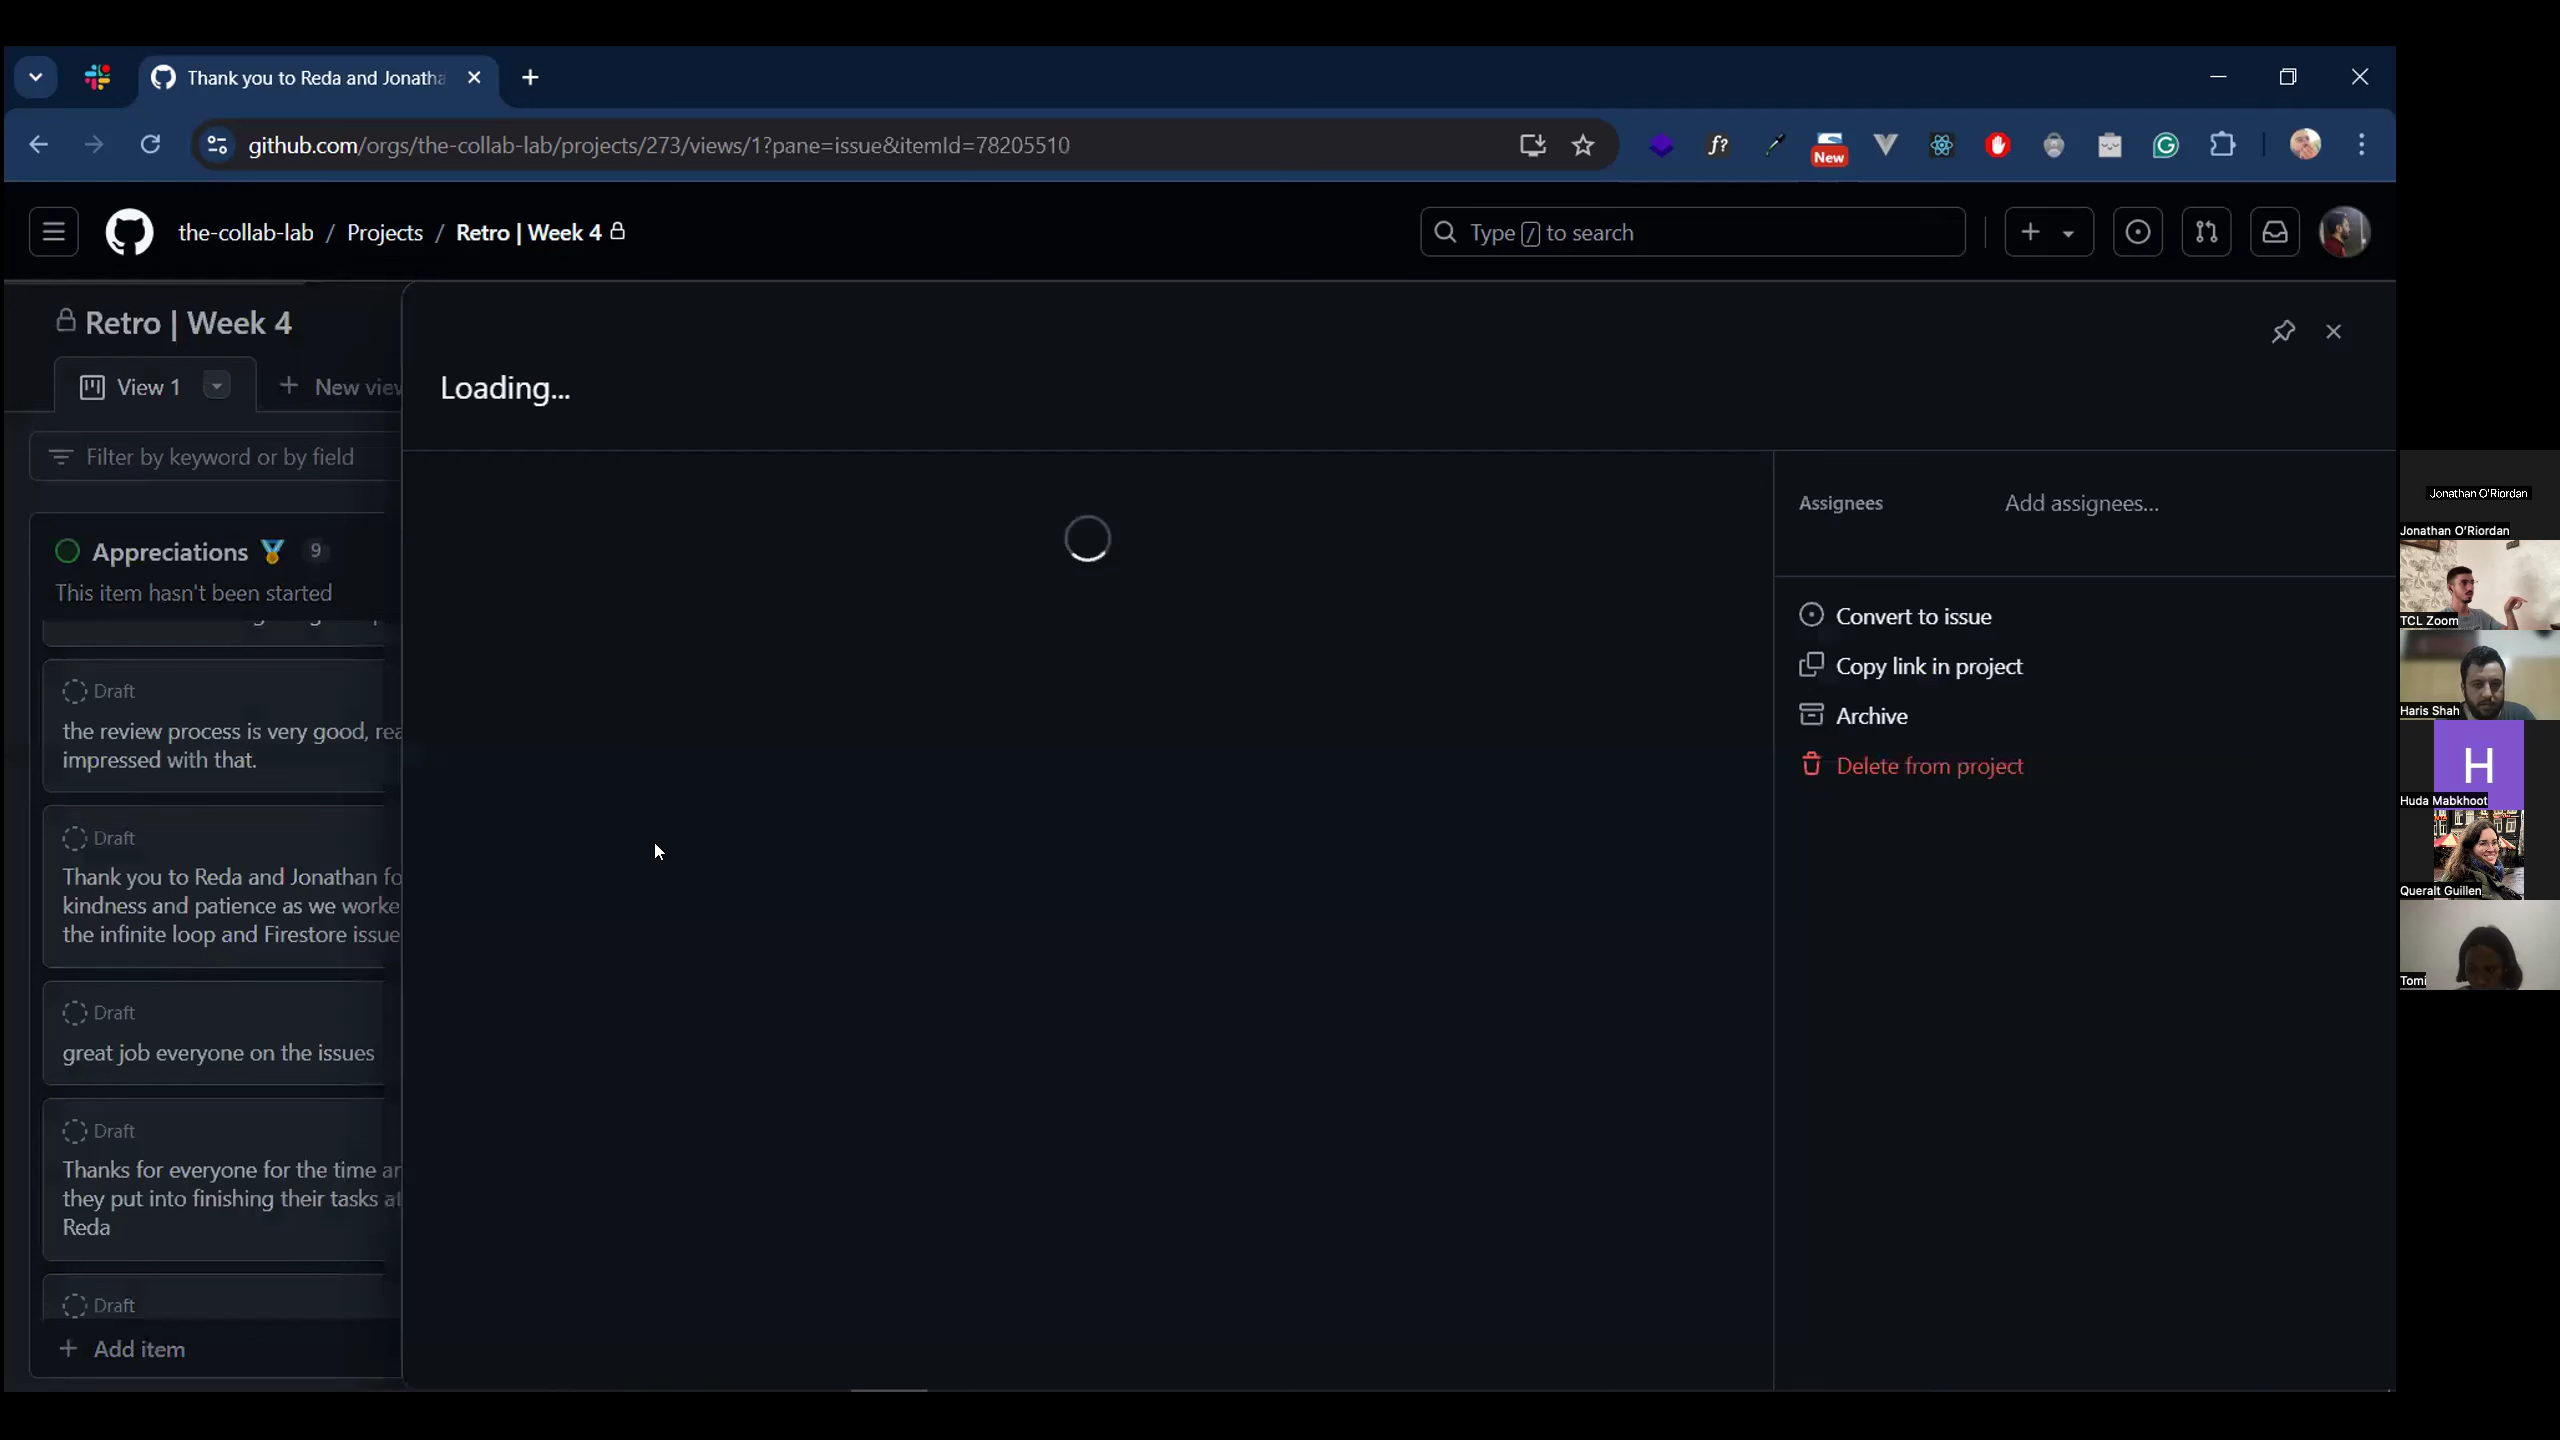 Thank you to Reda and Jonatha
github.com/orgs/the-collab-lab/projects/273/views/1?pane=issue&itemId=78205510
f?
New
the-collab-lab / Projects / Retro | Week 4
Type / to search
Retro | Week 4
View 1
New view
Filter by keyword or by field
Appreciations 🏅 9
This item hasn't been started
Draft
the review process is very good, rea
impressed with that.
Draft
Thank you to Reda and Jonathan fo
kindness and patience as we worke
the infinite loop and Firestore issue
Draft
great job everyone on the issues
Draft
Thanks for everyone for the time an
they put into finishing their tasks at
Reda
Draft
Add item
Loading...
Assignees
Add assignees...
Convert to issue
Copy link in project
Archive
Delete from project
Jonathan O'Riordan
Jonathan O'Riordan
TCL Zoom
Haris Shah
H
Huda Mabkhoot
Queralt Guillen
Tomi